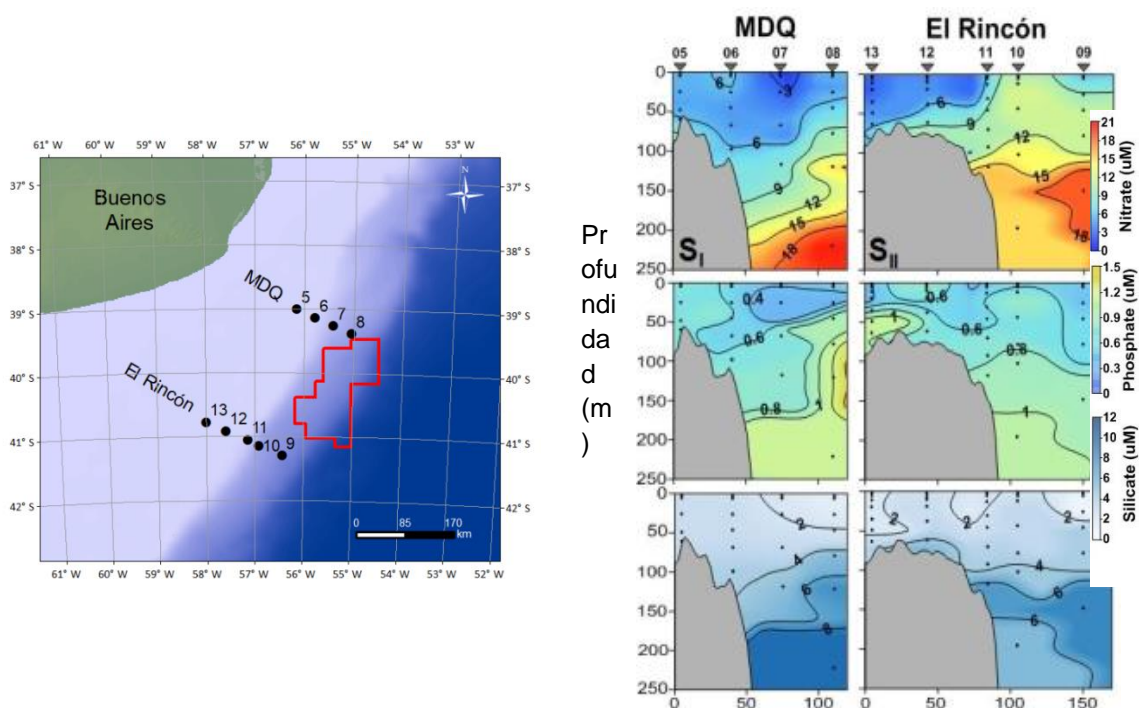 61° W 60° W 59° W 58° W 57° W 56° W 55° W 54° W 53° W 52° W
37° S
38° S
39° S
40° S
41° S
42° S
37° S
38° S
39° S
40° S
41° S
42° S
N
Buenos
Aires
MDQ
5 6 7 8
El Rincón
13 12 11 10 9
0 85 170
km
61° W 60° W 59° W 58° W 57° W 56° W 55° W 54° W 53° W 52° W
Pr
ofu
ndi
da
d
(m
)
MDQ El Rincón
05 06 07 08 13 12 11 10 09
0
50
100
150
200
250
6 3 6 9 12 15 18
S I
6 9 12 15 18
S II
21
18
15
12
9
6
3
0
Nitrate (uM)
0
50
100
150
200
250
0.4 0.6 0.8 1
0.6 1 0.6 0.8 1
1.5
1.2
0.9
0.6
0.3
0
Phosphate (uM)
0
50
100
150
200
250
2 4 6 8
2 2 2 4 6 6
12
10
8
6
4
2
0
Silicate (uM)
0 50 100 0 50 100 150